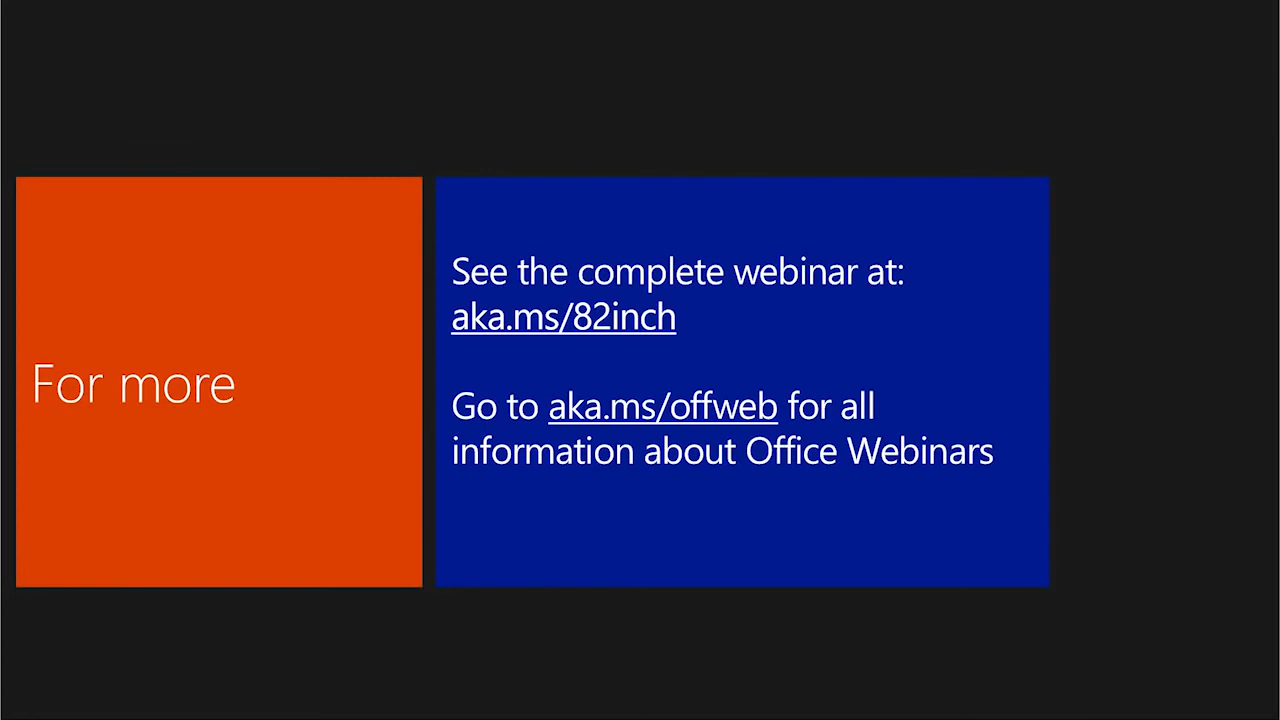 For more
See the complete webinar at:
aka.ms/82inch
Go to aka.ms/offweb for all
information about Office Webinars